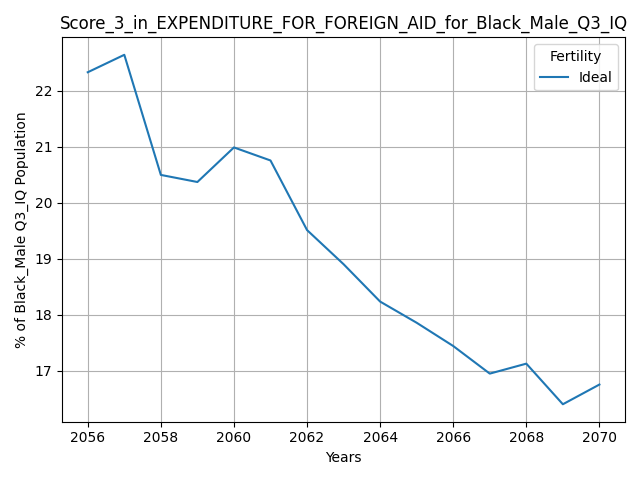 Score_3_in_EXPENDITURE_FOR_FOREIGN_AID_for_Black_Male_Q3_IQ
Fertility
Ideal
% of Black_Male Q3_IQ Population
22
21
20
19
18
17
2056 2058 2060 2062 2064 2066 2068 2070
Years